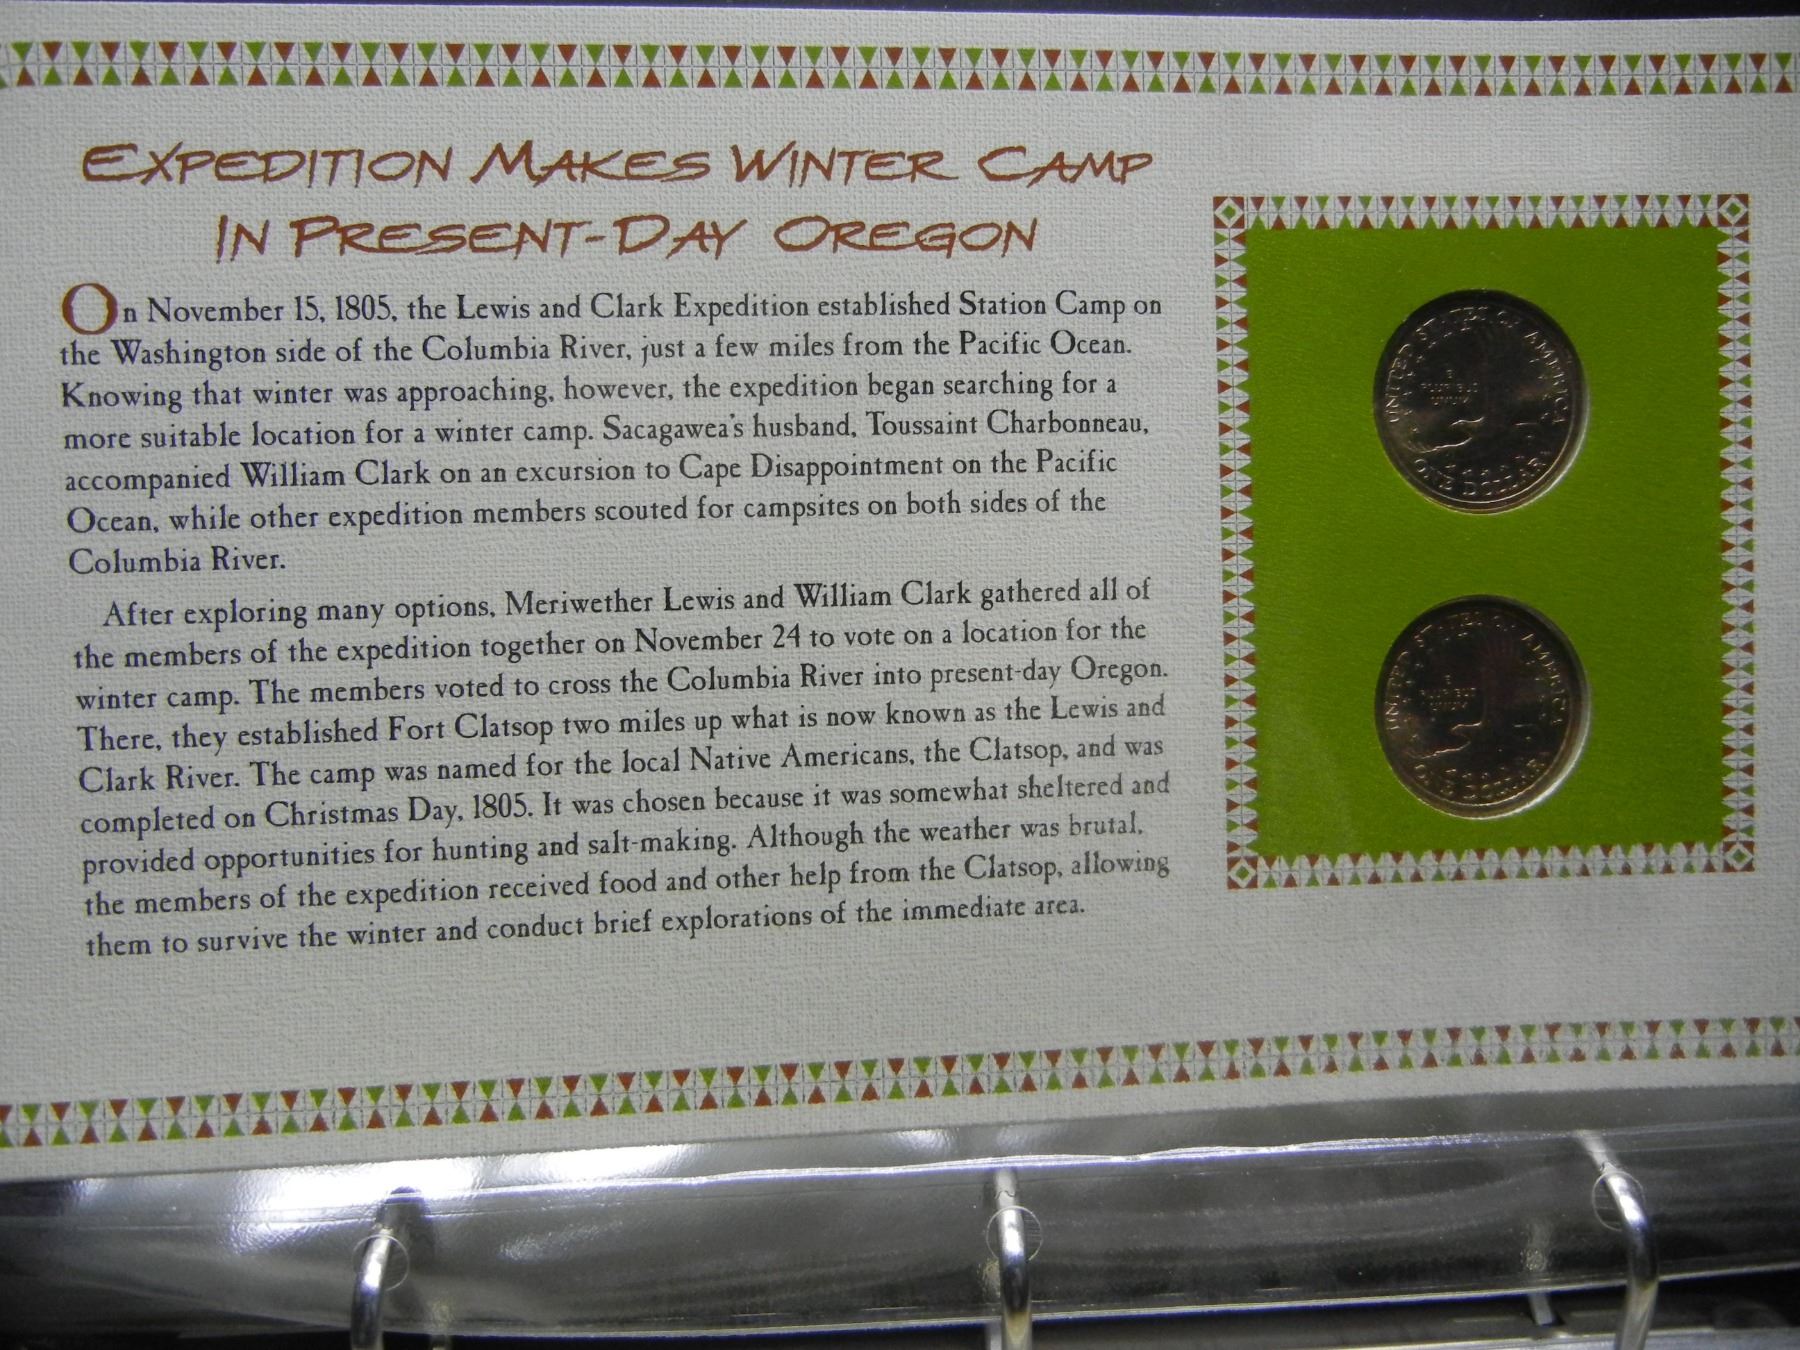 EXPEDITION MAKES WINTER CAMP
IN PRESENT-DAY OREGON
On November 15, 1805, the Lewis and Clark Expedition established Station Camp on
the Washington side of the Columbia River, just a few miles from the Pacific Ocean.
Knowing that winter was approaching, however, the expedition began searching for a
more suitable location for a winter camp. Sacagawea's husband, Toussaint Charbonneau,
accompanied William Clark on an excursion to Cape Disappointment on the Pacific
Ocean, while other expedition members scouted for campsites on both sides of the
Columbia River.
After exploring many options, Meriwether Lewis and William Clark gathered all of
the members of the expedition together on November 24 to vote on a location for the
winter camp. The members voted to cross the Columbia River into present-day Oregon.
There, they established Fort Clatsop two miles up what is now known as the Lewis and
Clark River. The camp was named for the local Native Americans, the Clatsop, and was
completed on Christmas Day, 1805. It was chosen because it was somewhat sheltered and
provided opportunities for hunting and salt-making. Although the weather was brutal,
the members of the expedition received food and other help from the Clatsop, allowing
them to survive the winter and conduct brief explorations of the immediate area.
UNITED STATES OF AMERICA
E
PLURIBUS
UNUM
ONE DOLLAR
UNITED STATES OF AMERICA
E
PLURIBUS
UNUM
ONE DOLLAR